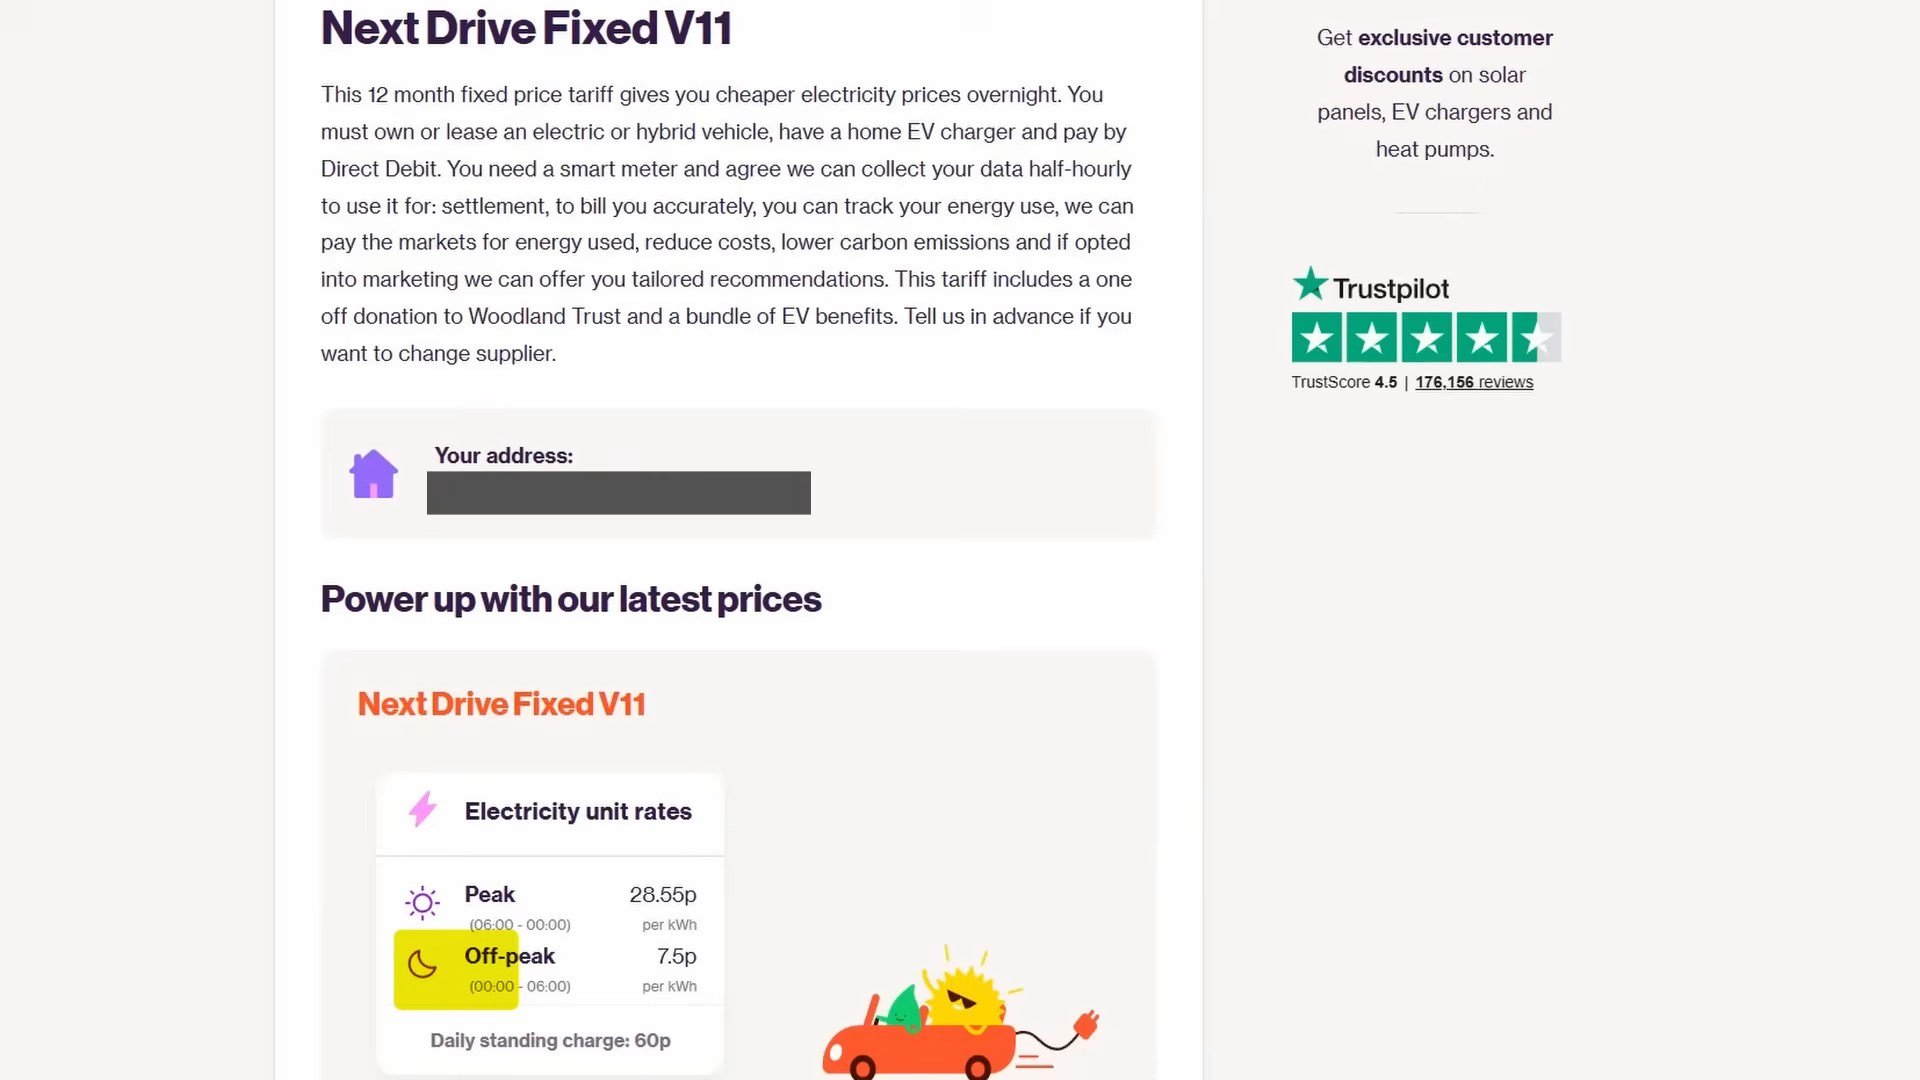 Next Drive Fixed V11
This 12 month fixed price tariff gives you cheaper electricity prices overnight. You
must own or lease an electric or hybrid vehicle, have a home EV charger and pay by
Direct Debit. You need a smart meter and agree we can collect your data half-hourly
to use it for: settlement, to bill you accurately, you can track your energy use, we can
pay the markets for energy used, reduce costs, lower carbon emissions and if opted
into marketing we can offer you tailored recommendations. This tariff includes a one
off donation to Woodland Trust and a bundle of EV benefits. Tell us in advance if you
want to change supplier.
Your address:
Power up with our latest prices
Next Drive Fixed V11
Electricity unit rates
Peak 28.55p
(06:00 - 00:00) per kWh
Off-peak 7.5p
(00:00 - 06:00) per kWh
Daily standing charge: 60p
Get exclusive customer
discounts on solar
panels, EV chargers and
heat pumps.
Trustpilot
TrustScore 4.5 | 176,156 reviews